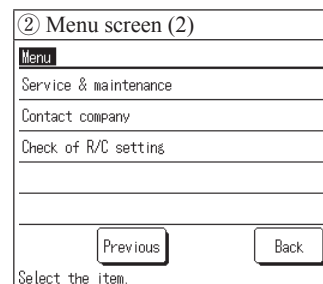 ② Menu screen (2)
Menu
Service & maintenance
Contact company
Check of R/C setting
Previous Back
Select the item.